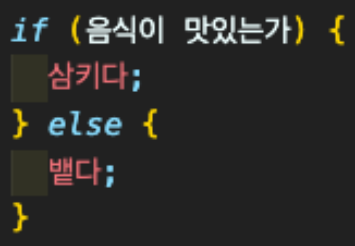 if (음식이 맛있는가) {
삼키다;
} else {
뱉다;
}